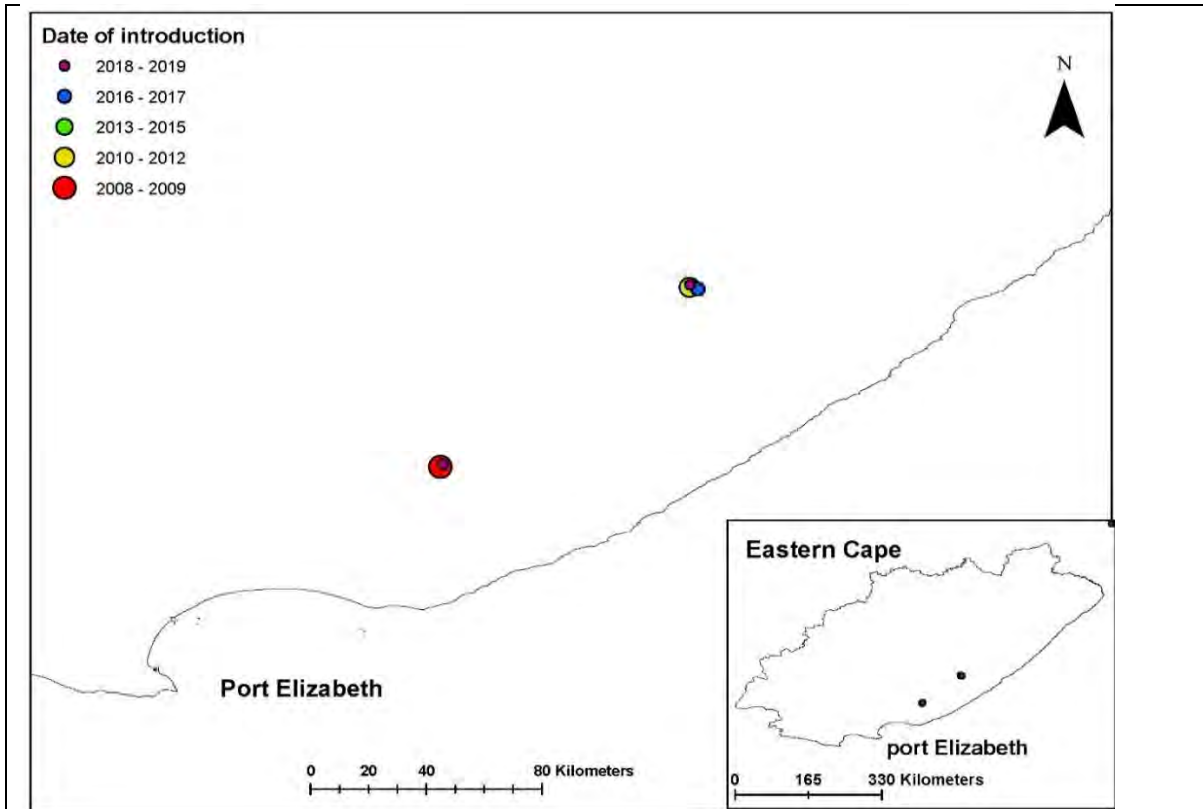 Date of introduction
2018 - 2019
2016 - 2017
2013 - 2015
2010 - 2012
2008 - 2009
N
Port Elizabeth
0 20 40 80 Kilometers
Eastern Cape
port Elizabeth
0 165 330 Kilometers